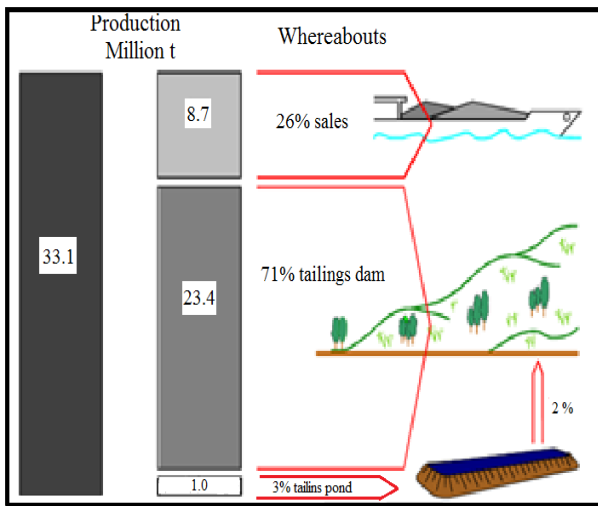 Production
Million t
Whereabouts
8.7
26% sales
33.1
23.4
71% tailings dam
2 %
1.0
3% tailins pond